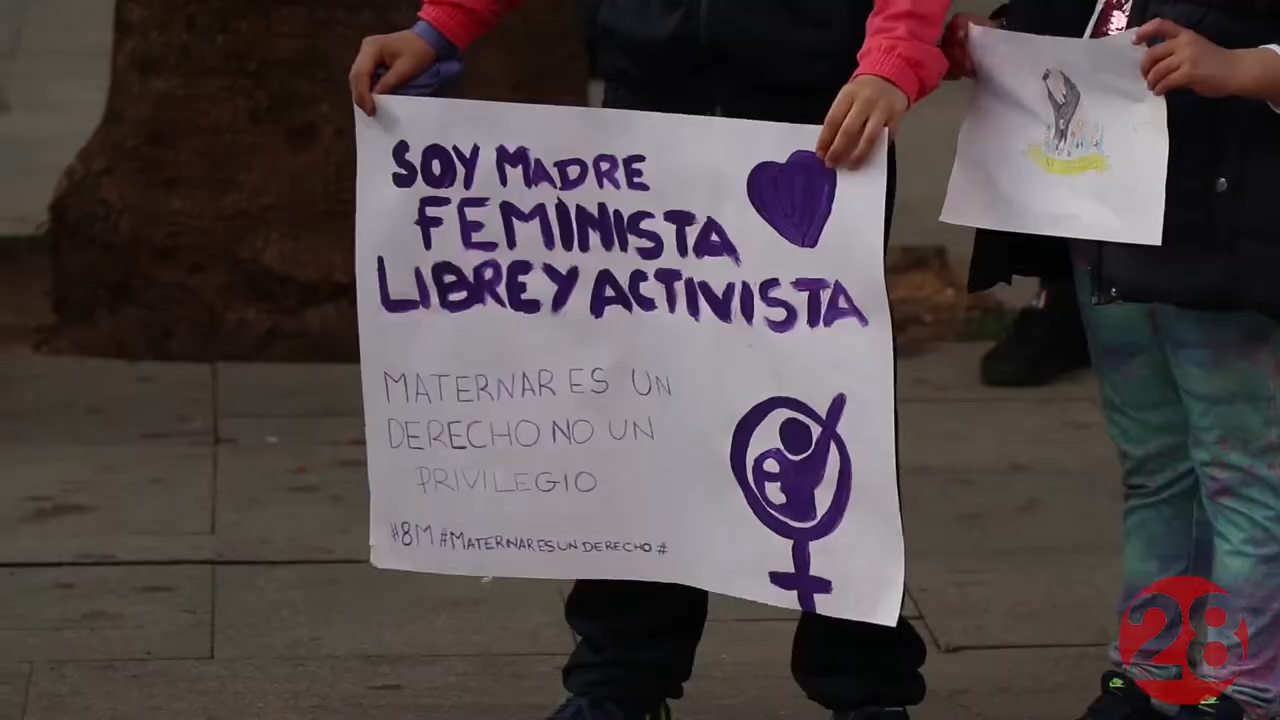 SOY MADRE
FEMINISTA
LIBRE Y ACTIVISTA
MATERNAR ES UN
DERECHO NO UN
PRIVILEGIO
#8M #MATERNARESUNDERECHO#
28